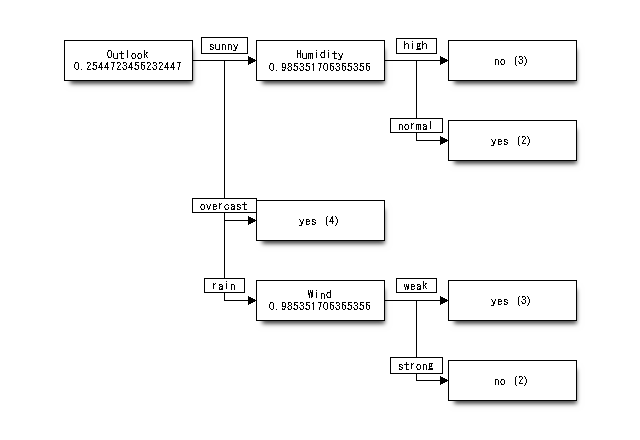 Outlook
0.2544723456232447
sunny
Humidity
0.985351706365356
high
no (3)
normal
yes (2)
overcast
yes (4)
rain
Wind
0.985351706365356
weak
yes (3)
strong
no (2)